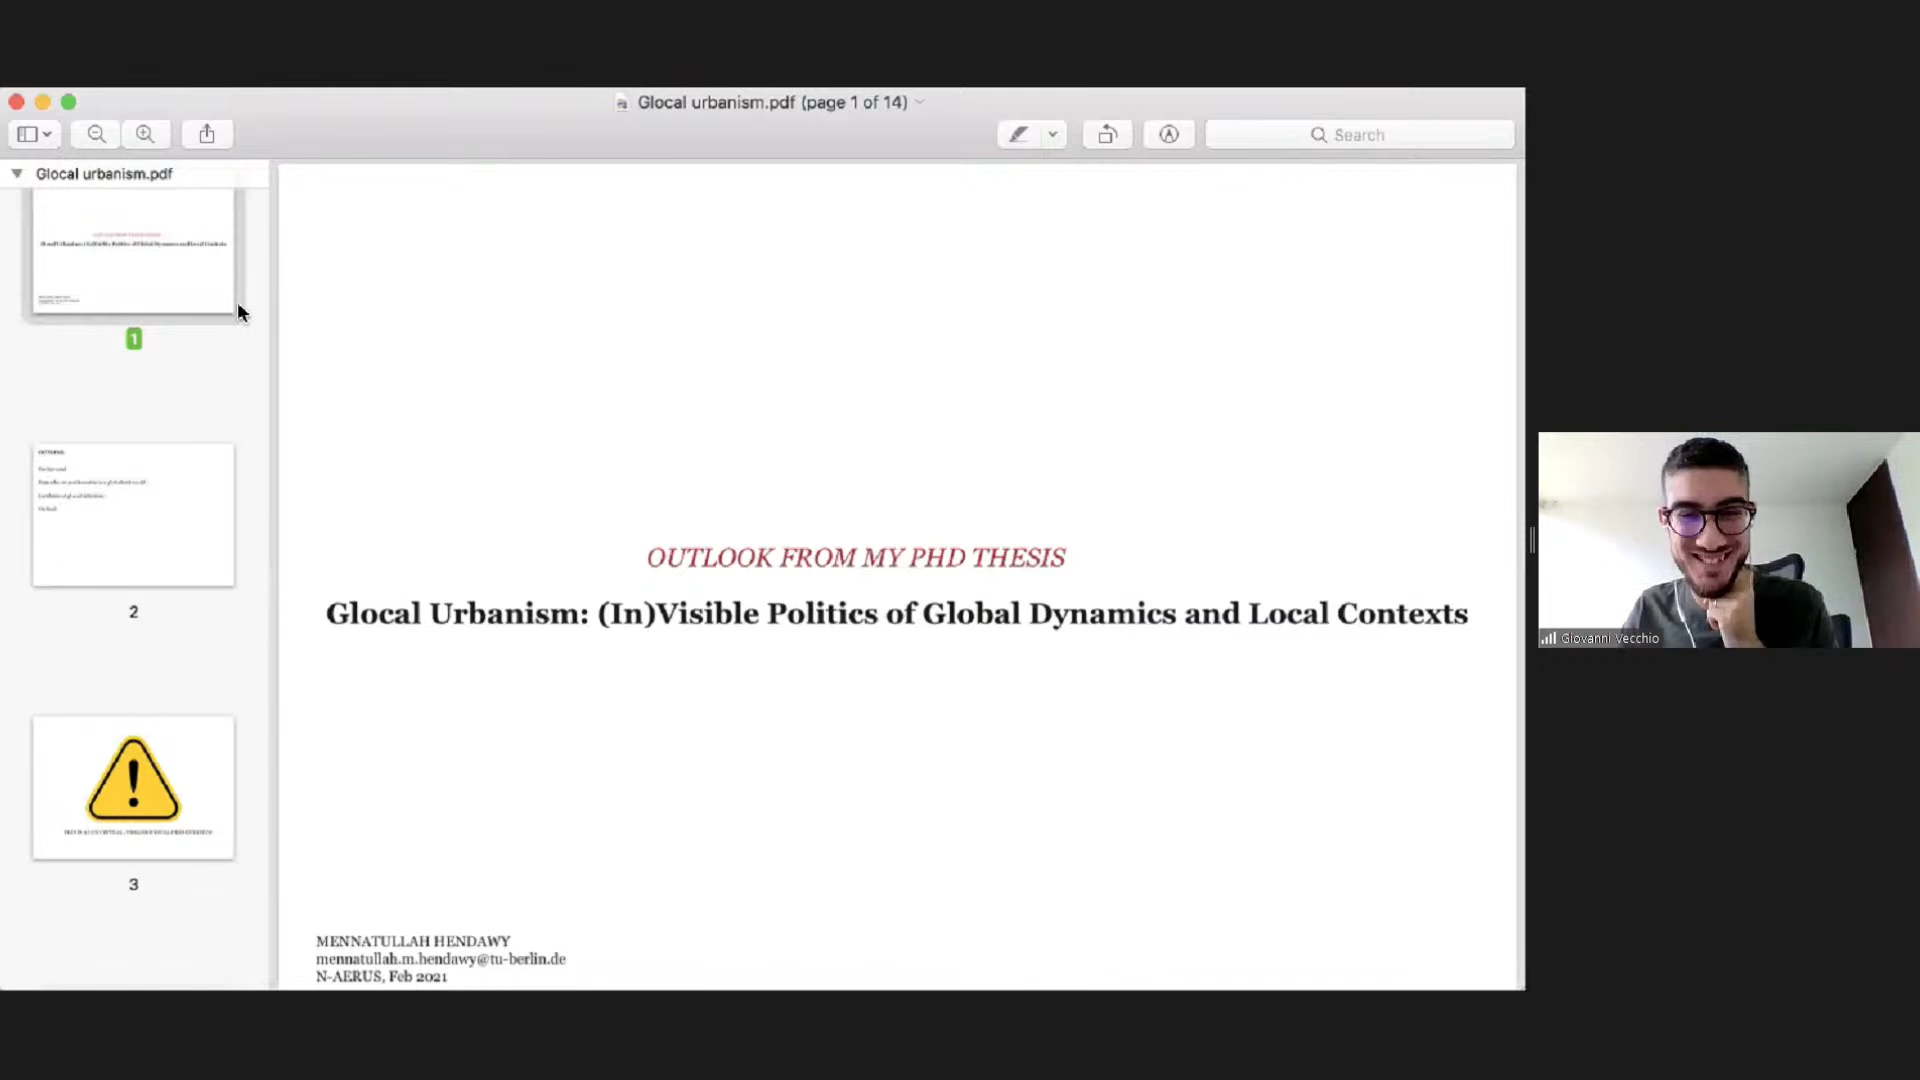 Glocal urbanism.pdf (page 1 of 14)
Search
Glocal urbanism.pdf
1
2
3
OUTLOOK FROM MY PHD THESIS
Glocal Urbanism: (In)Visible Politics of Global Dynamics and Local Contexts
MENNATULLAH HENDAWY
mennatullah.m.hendawy@tu-berlin.de
N-AERUS, Feb 2021
Giovanni Vecchio